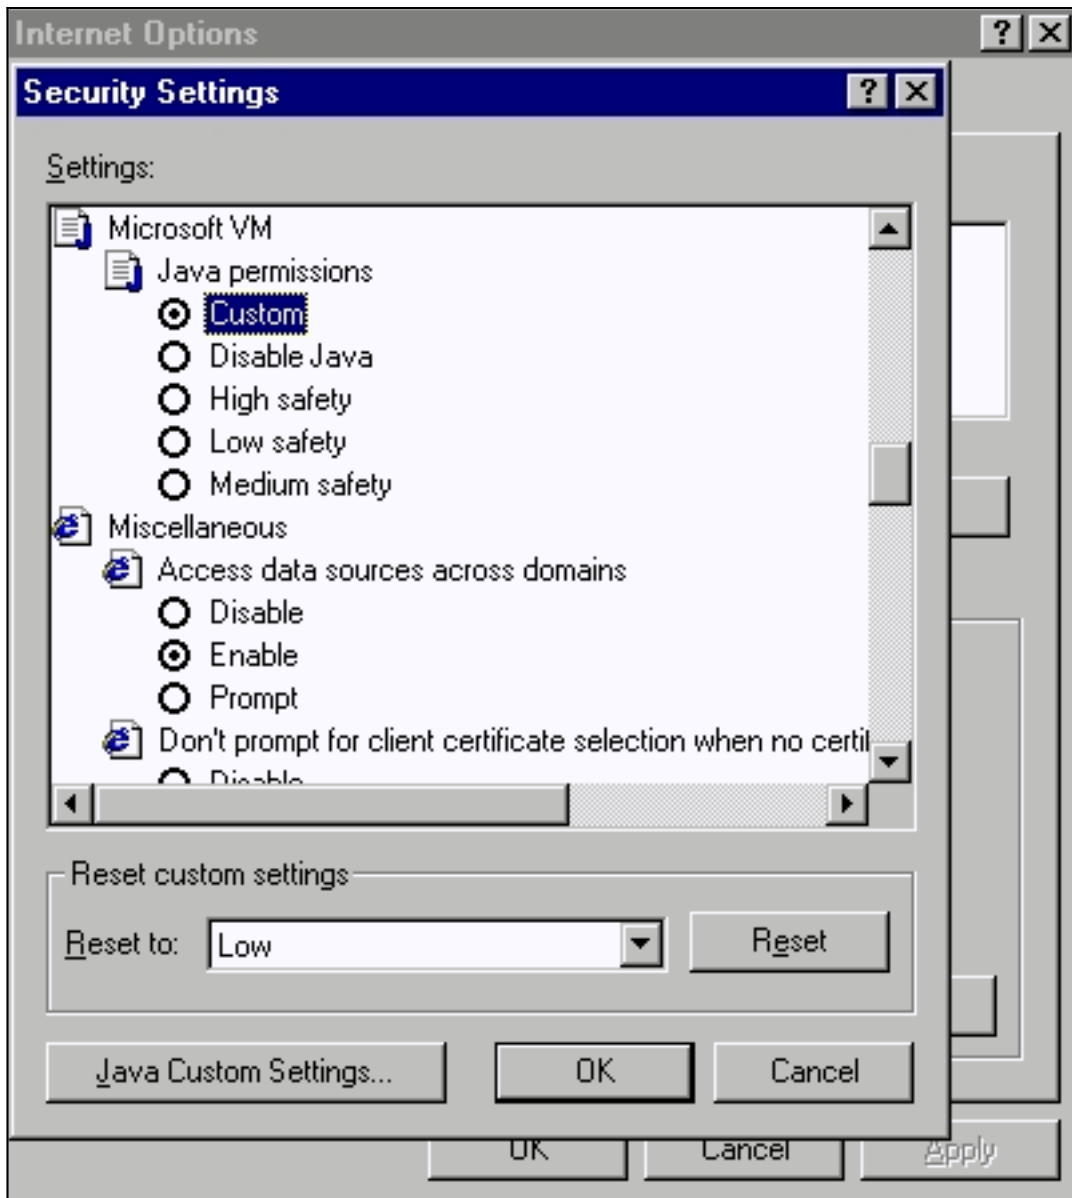 Internet Options
Security Settings
Settings:
Microsoft VM
Java permissions
Custom
Disable Java
High safety
Low safety
Medium safety
Miscellaneous
Access data sources across domains
Disable
Enable
Prompt
Don't prompt for client certificate selection when no certif
Disable
Reset custom settings
Reset to: Low Reset
Java Custom Settings... OK Cancel
OK Cancel Apply